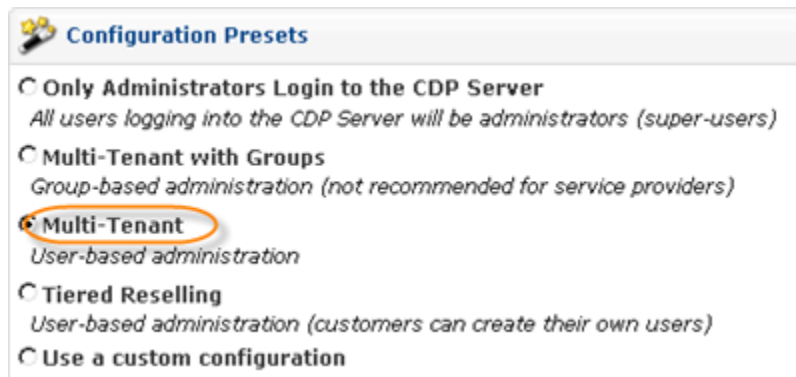 Configuration Presets
Only Administrators Login to the CDP Server
All users logging into the CDP Server will be administrators (super-users)
Multi-Tenant with Groups
Group-based administration (not recommended for service providers)
Multi-Tenant
User-based administration
Tiered Reselling
User-based administration (customers can create their own users)
Use a custom configuration